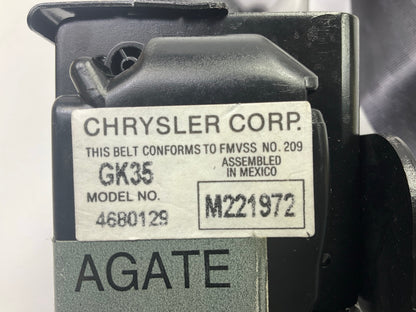 CHRYSLER CORP.
THIS BELT CONFORMS TO FMVSS NO. 209
GK35
ASSEMBLED
IN MEXICO
MODEL NO.
4680129
M221972
AGATE